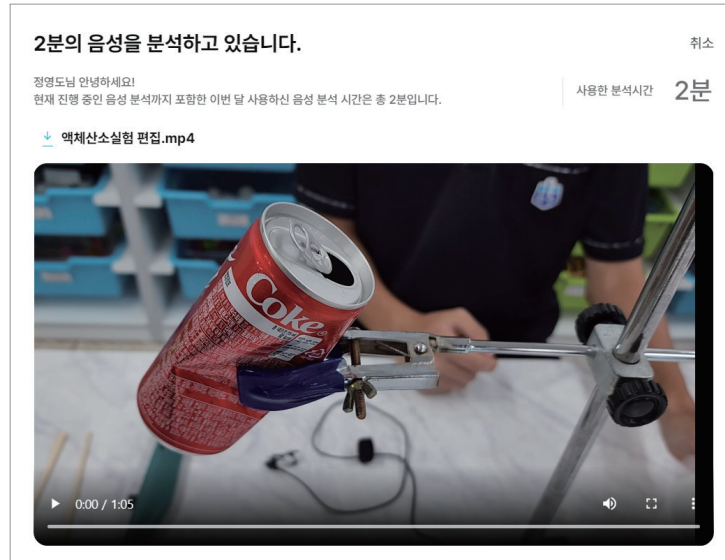 2분의 음성을 분석하고 있습니다.
취소
정영도님 안녕하세요!
현재 진행 중인 음성 분석까지 포함한 이번 달 사용하신 음성 분석 시간은 총 2분입니다.
사용한 분석시간
2분
액체산소실험 편집.mp4
Coke
0:00 / 1:05